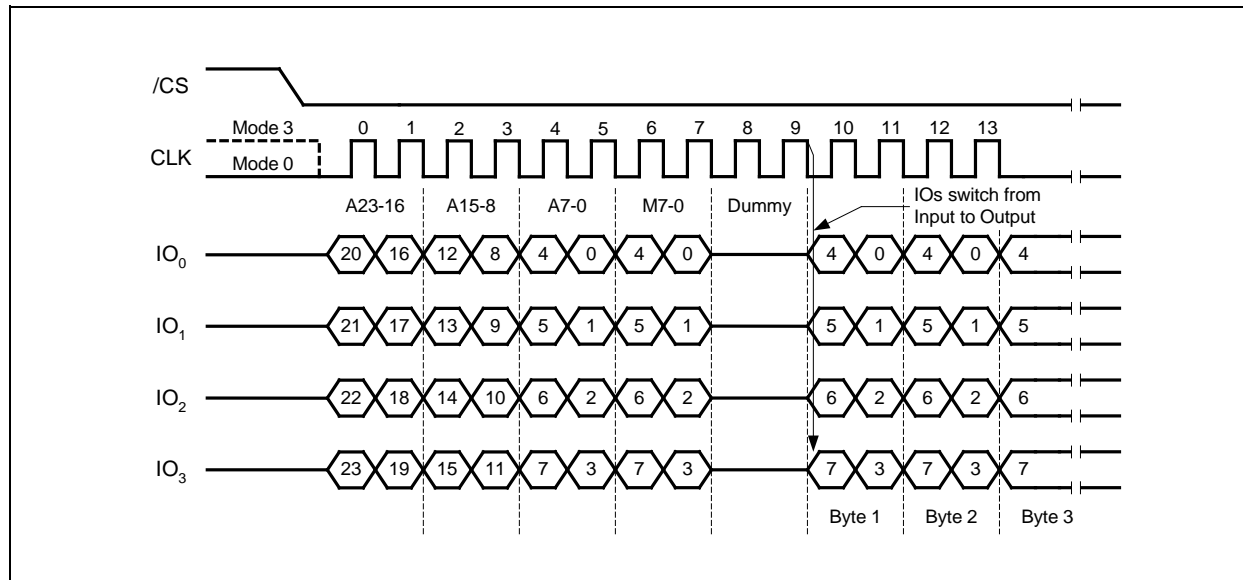 /CS
Mode 3 0 1 2 3 4 5 6 7 8 9 10 11 12 13
CLK
Mode 0
A23-16 A15-8 A7-0 M7-0 Dummy IOs switch from
Input to Output
IO0 20 16 12 8 4 0 4 0 4 0 4 0 4
IO1 21 17 13 9 5 1 5 1 5 1 5 1 5
IO2 22 18 14 10 6 2 6 2 6 2 6 2 6
IO3 23 19 15 11 7 3 7 3 7 3 7 3 7
Byte 1 Byte 2 Byte 3